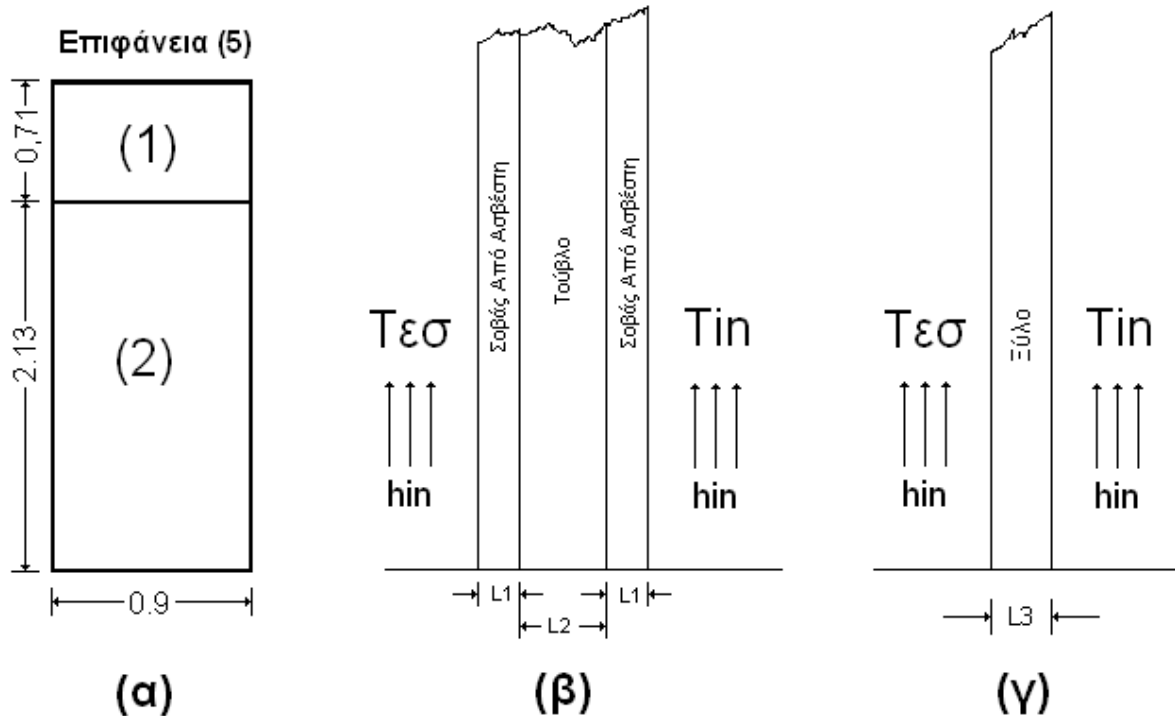 Επιφάνεια (5)
0,71
(1)
2.13
(2)
0.9
(α)
Σοβάς Από Ασβέστη
Τούβλο
Σοβάς Από Ασβέστη
Τεσ
Tin
hin
hin
L1
L1
L2
(β)
Ξύλο
Τεσ
Tin
hin
hin
L3
(γ)